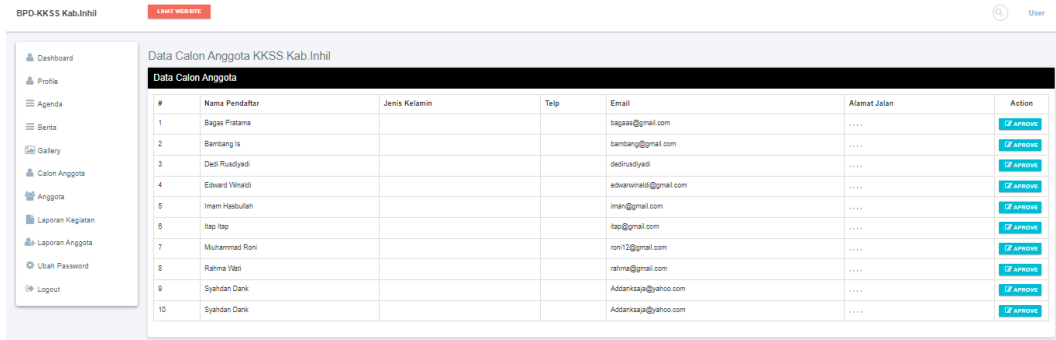 BPD-KKSS Kab.Inhil LIHAT WEBSITE User
Dashboard
Profile
Agenda
Berita
Gallery
Calon Anggota
Anggota
Laporan Kegiatan
Laporan Anggota
Ubah Password
Logout
Data Calon Anggota KKSS Kab.Inhil
Data Calon Anggota
# Nama Pendaftar Jenis Kelamin Telp Email Alamat Jalan Action
1 Bagas Pratama bagaas@gmail.com , , , , APROVE
2 Bambang Is bambang@gmail.com , , , , APROVE
3 Dedi Rusdiyadi dedirusdiyadi , , , , APROVE
4 Edward Winaldi edwarwinaldi@gmail.com , , , , APROVE
5 Imam Hasbullah iman@gmail.com , , , , APROVE
6 Itap Itap itap@gmail.com , , , , APROVE
7 Miuhammad Roni roni12@gmail.com , , , , APROVE
8 Rahma Wati rahma@gmail.com , , , , APROVE
9 Syahdan Dank Addanksaja@yahoo.com , , , , APROVE
10 Syahdan Dank Addanksaja@yahoo.com , , , , APROVE